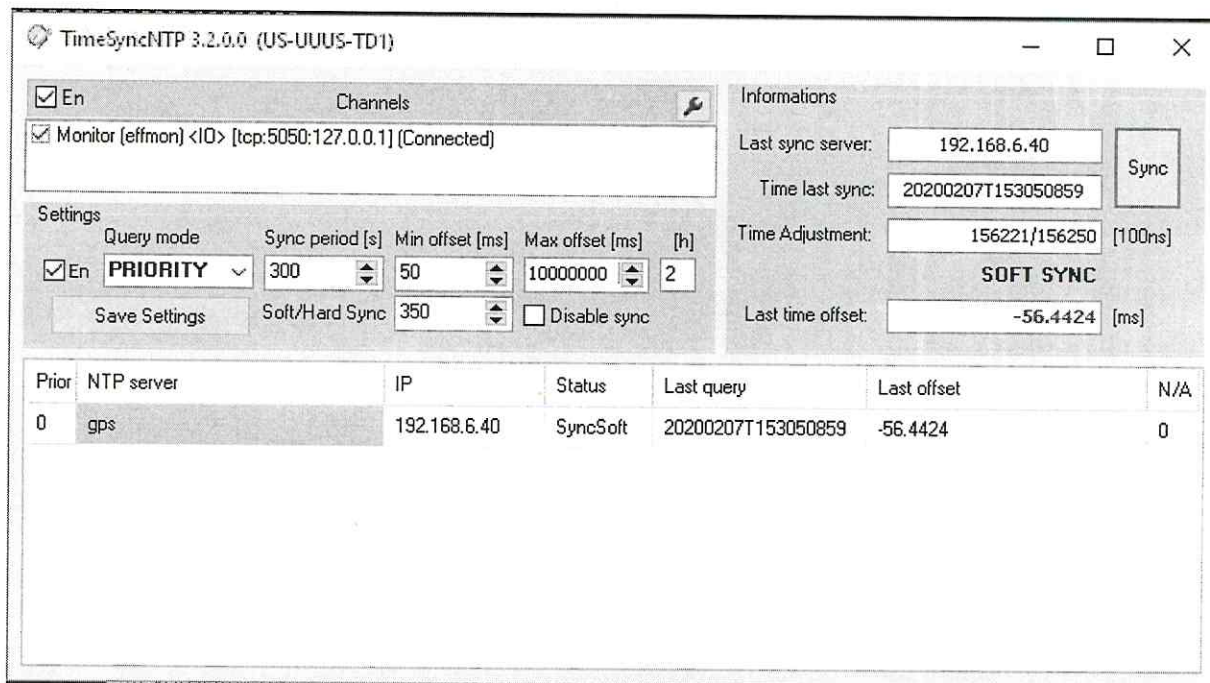 TimeSyncNTP 3.2.0.0 (US-UUUS-TD1)
En Channels
Monitor (effmon) <IO> [tcp:5050:127.0.0.1] (Connected)
Settings
Query mode Sync period [s] Min offset [ms] Max offset [ms] [h]
En PRIORITY 300 50 10000000 2
Save Settings Soft/Hard Sync 350 Disable sync
Informations
Last sync server: 192.168.6.40 Sync
Time last sync: 20200207T153050859
Time Adjustment: 156221/156250 [100ns]
SOFT SYNC
Last time offset: -56.4424 [ms]
Prior NTP server IP Status Last query Last offset N/A
0 gps 192.168.6.40 SyncSoft 20200207T153050859 -56.4424 0